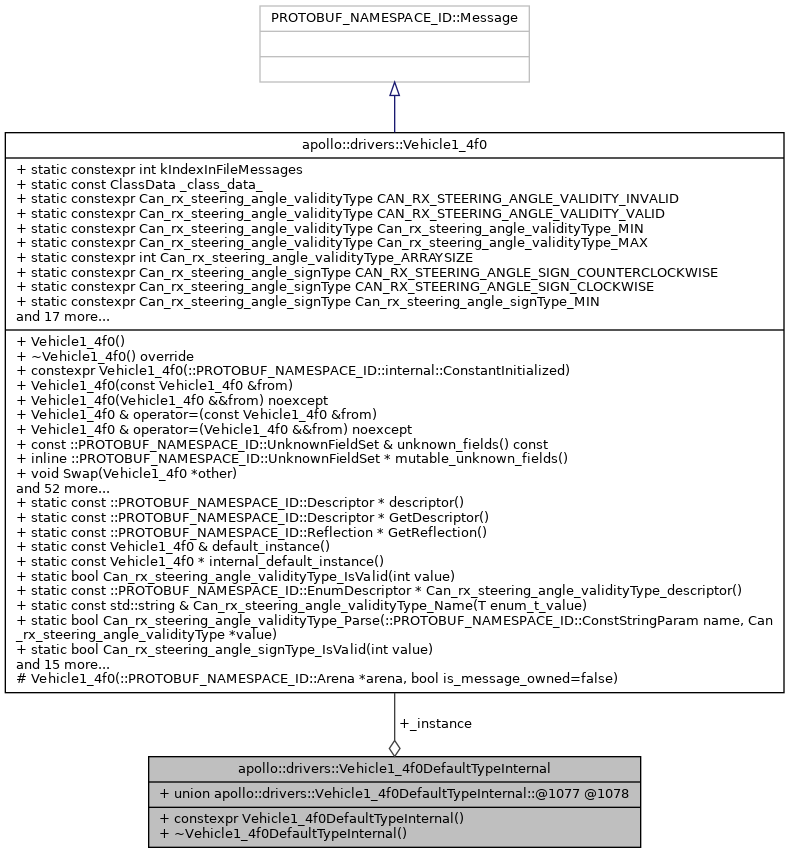 PROTOBUF_NAMESPACE_ID::Message
apollo::drivers::Vehicle1_4f0
+ static constexpr int kIndexInFileMessages
+ static const ClassData _class_data_
+ static constexpr Can_rx_steering_angle_validityType CAN_RX_STEERING_ANGLE_VALIDITY_INVALID
+ static constexpr Can_rx_steering_angle_validityType CAN_RX_STEERING_ANGLE_VALIDITY_VALID
+ static constexpr Can_rx_steering_angle_validityType Can_rx_steering_angle_validityType_MIN
+ static constexpr Can_rx_steering_angle_validityType Can_rx_steering_angle_validityType_MAX
+ static constexpr int Can_rx_steering_angle_validityType_ARRAYSIZE
+ static constexpr Can_rx_steering_angle_signType CAN_RX_STEERING_ANGLE_SIGN_COUNTERCLOCKWISE
+ static constexpr Can_rx_steering_angle_signType CAN_RX_STEERING_ANGLE_SIGN_CLOCKWISE
+ static constexpr Can_rx_steering_angle_signType Can_rx_steering_angle_signType_MIN
and 17 more...
+ Vehicle1_4f0()
+ ~Vehicle1_4f0() override
+ constexpr Vehicle1_4f0(::PROTOBUF_NAMESPACE_ID::internal::ConstantInitialized)
+ Vehicle1_4f0(const Vehicle1_4f0 &from)
+ Vehicle1_4f0(Vehicle1_4f0 &&from) noexcept
+ Vehicle1_4f0 & operator=(const Vehicle1_4f0 &from)
+ Vehicle1_4f0 & operator=(Vehicle1_4f0 &&from) noexcept
+ const ::PROTOBUF_NAMESPACE_ID::UnknownFieldSet & unknown_fields() const
+ inline ::PROTOBUF_NAMESPACE_ID::UnknownFieldSet * mutable_unknown_fields()
+ void Swap(Vehicle1_4f0 *other)
and 52 more...
+ static const ::PROTOBUF_NAMESPACE_ID::Descriptor * descriptor()
+ static const ::PROTOBUF_NAMESPACE_ID::Descriptor * GetDescriptor()
+ static const ::PROTOBUF_NAMESPACE_ID::Reflection * GetReflection()
+ static const Vehicle1_4f0 & default_instance()
+ static const Vehicle1_4f0 * internal_default_instance()
+ static bool Can_rx_steering_angle_validityType_IsValid(int value)
+ static const ::PROTOBUF_NAMESPACE_ID::EnumDescriptor * Can_rx_steering_angle_validityType_descriptor()
+ static const std::string & Can_rx_steering_angle_validityType_Name(T enum_t_value)
+ static bool Can_rx_steering_angle_validityType_Parse(::PROTOBUF_NAMESPACE_ID::ConstStringParam name, Can
_rx_steering_angle_validityType *value)
+ static bool Can_rx_steering_angle_signType_IsValid(int value)
and 15 more...
# Vehicle1_4f0(::PROTOBUF_NAMESPACE_ID::Arena *arena, bool is_message_owned=false)
+_instance
apollo::drivers::Vehicle1_4f0DefaultTypeInternal
+ union apollo::drivers::Vehicle1_4f0DefaultTypeInternal::@1077 @1078
+ constexpr Vehicle1_4f0DefaultTypeInternal()
+ ~Vehicle1_4f0DefaultTypeInternal()